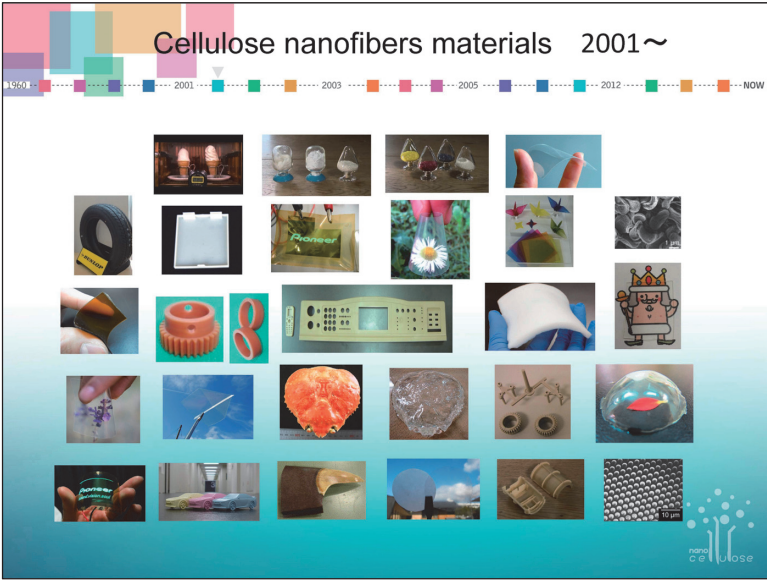 Cellulose nanofibers materials 2001～
1960 2001 2003 2005 2012 NOW
DUNLOP
Pioneer
1 μm
Pioneer
10 μm
nano
cellulose